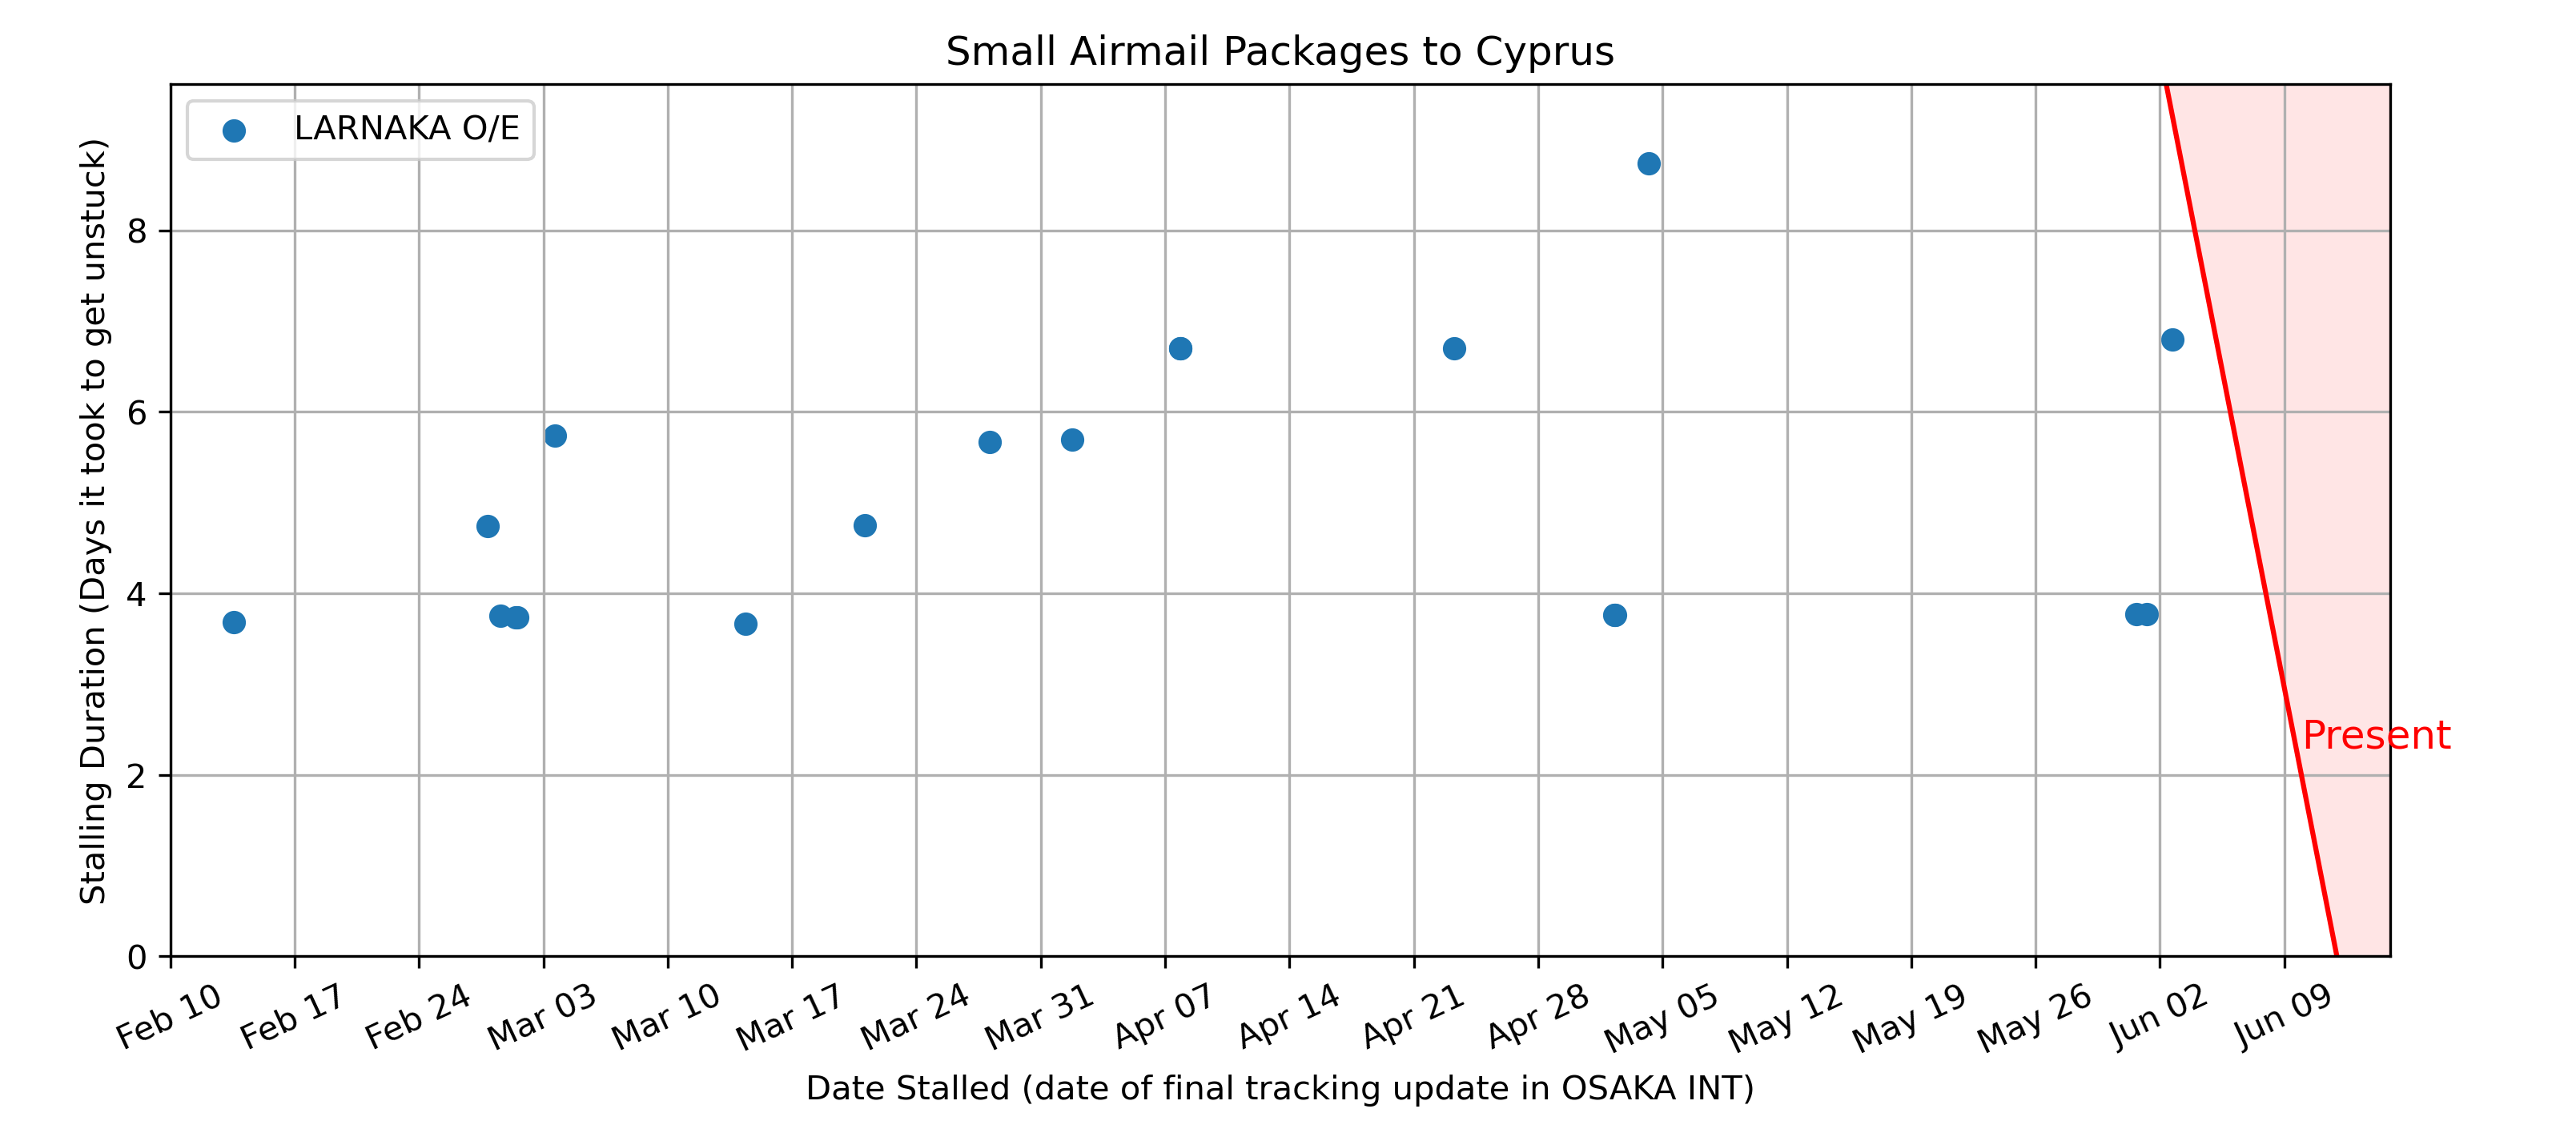 Small Airmail Packages to Cyprus
LARNAKA O/E
Stalling Duration (Days it took to get unstuck)
8
6
4
2
0
Present
Feb 10
Feb 17
Feb 24
Mar 03
Mar 10
Mar 17
Mar 24
Mar 31
Apr 07
Apr 14
Apr 21
Apr 28
May 05
May 12
May 19
May 26
Jun 02
Jun 09
Date Stalled (date of final tracking update in OSAKA INT)